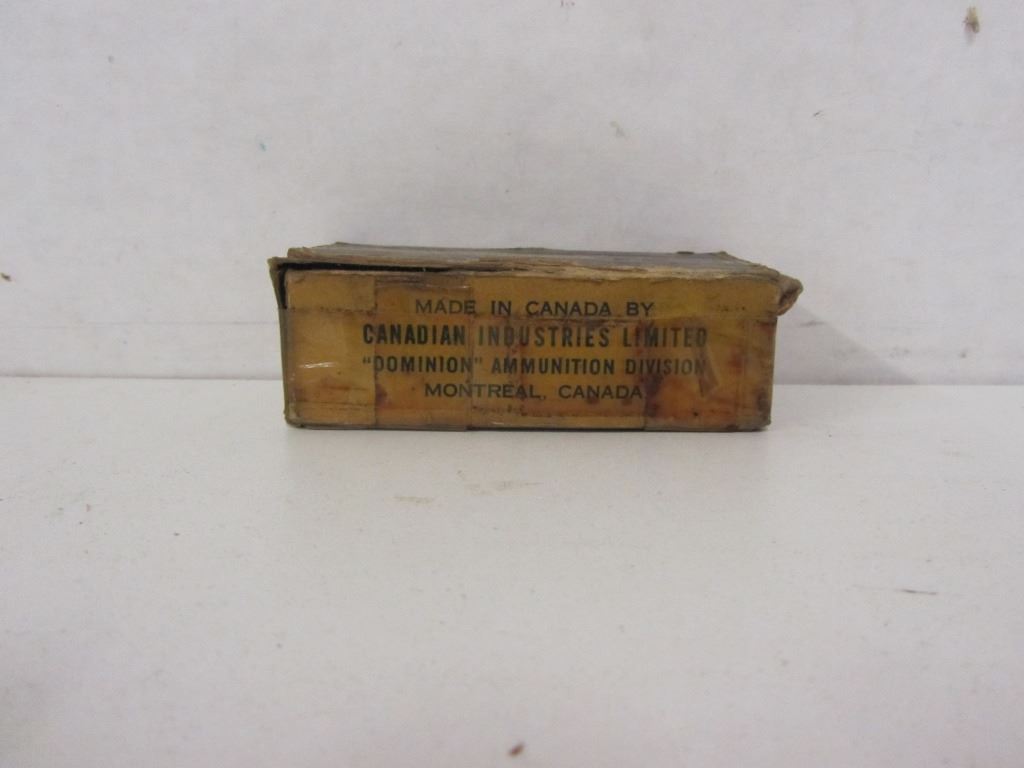 MADE IN CANADA BY
CANADIAN INDUSTRIES LIMITED
"DOMINION" AMMUNITION DIVISION
MONTREAL, CANADA